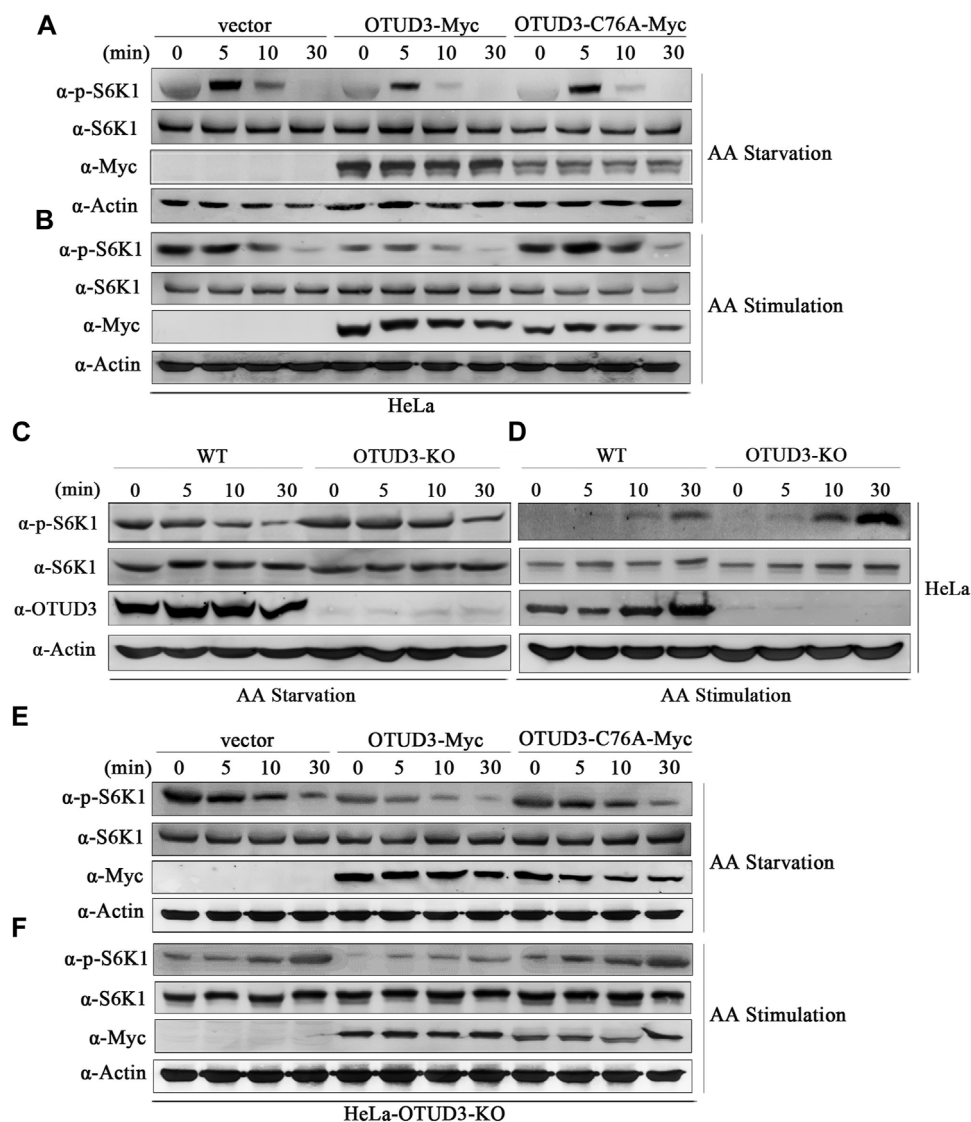 A
vector OTUD3-Myc OTUD3-C76A-Myc
(min) 0 5 10 30 0 5 10 30 0 5 10 30
α-p-S6K1
α-S6K1
α-Myc
α-Actin
AA Starvation
B
α-p-S6K1
α-S6K1
α-Myc
α-Actin
AA Stimulation
HeLa
C
WT OTUD3-KO
(min) 0 5 10 30 0 5 10 30
α-p-S6K1
α-S6K1
α-OTUD3
α-Actin
AA Starvation
D
WT OTUD3-KO
0 5 10 30 0 5 10 30
HeLa
AA Stimulation
E
vector OTUD3-Myc OTUD3-C76A-Myc
(min) 0 5 10 30 0 5 10 30 0 5 10 30
α-p-S6K1
α-S6K1
α-Myc
α-Actin
AA Starvation
F
α-p-S6K1
α-S6K1
α-Myc
α-Actin
AA Stimulation
HeLa-OTUD3-KO